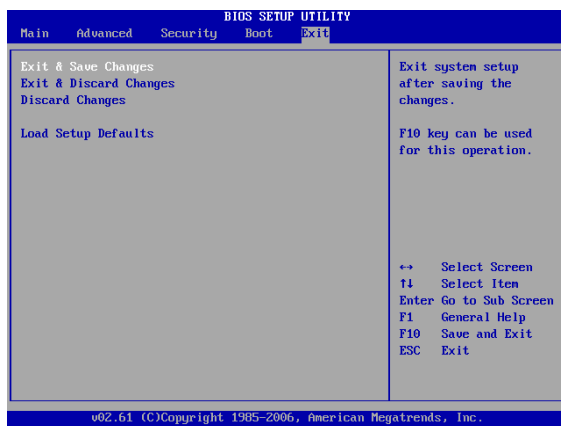 BIOS SETUP UTILITY
Main Advanced Security Boot Exit
Exit & Save Changes
Exit & Discard Changes
Discard Changes
Load Setup Defaults
Exit system setup
after saving the
changes.
F10 key can be used
for this operation.
↔ Select Screen
↑↓ Select Item
Enter Go to Sub Screen
F1 General Help
F10 Save and Exit
ESC Exit
v02.61 (C)Copyright 1985-2006, American Megatrends, Inc.